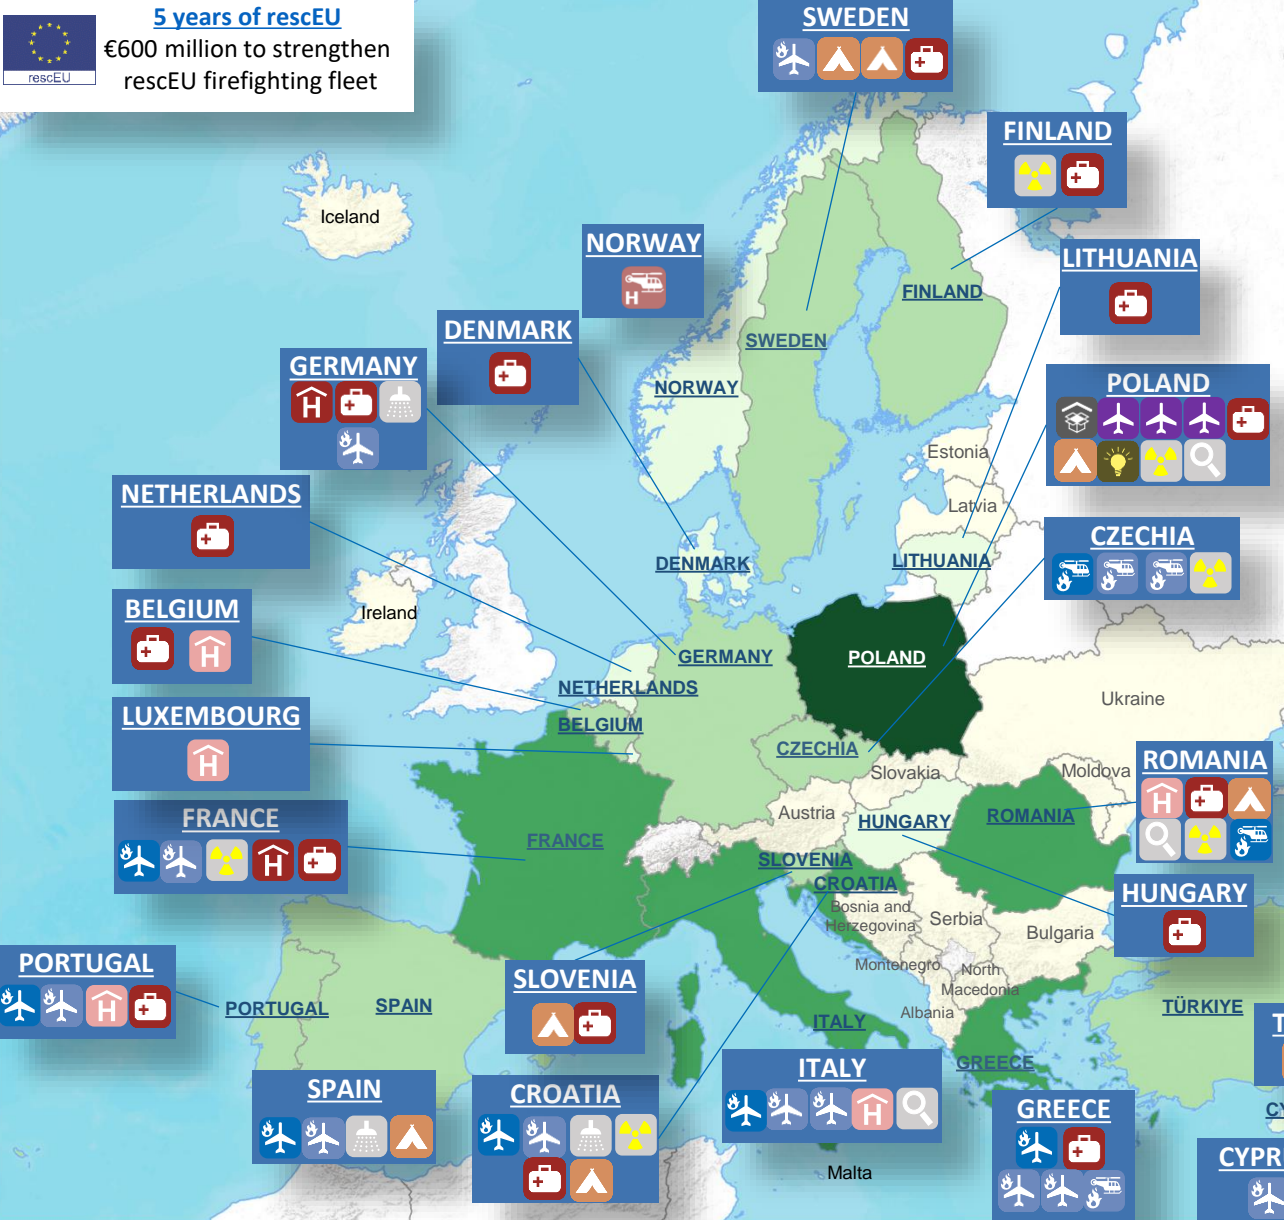 5 years of rescEU
€600 million to strengthen
rescEU firefighting fleet
rescEU
SWEDEN
FINLAND
Iceland
NORWAY
LITHUANIA
FINLAND
DENMARK
SWEDEN
GERMANY
POLAND
NORWAY
Estonia
NETHERLANDS
Latvia
CZECHIA
DENMARK
LITHUANIA
BELGIUM
Ireland
GERMANY
POLAND
NETHERLANDS
Ukraine
LUXEMBOURG
BELGIUM
CZECHIA
ROMANIA
Slovakia
Moldova
FRANCE
Austria
HUNGARY
ROMANIA
FRANCE
SLOVENIA
CROATIA
HUNGARY
Bosnia and
Herzegovina
Serbia
Bulgaria
PORTUGAL
Montenegro
North
Macedonia
SLOVENIA
PORTUGAL
SPAIN
Albania
TÜRKIYE
ITALY
T
GREECE
ITALY
SPAIN
CROATIA
GREECE
CY
CYPR
Malta
H
H
H
H
H
H
H
H